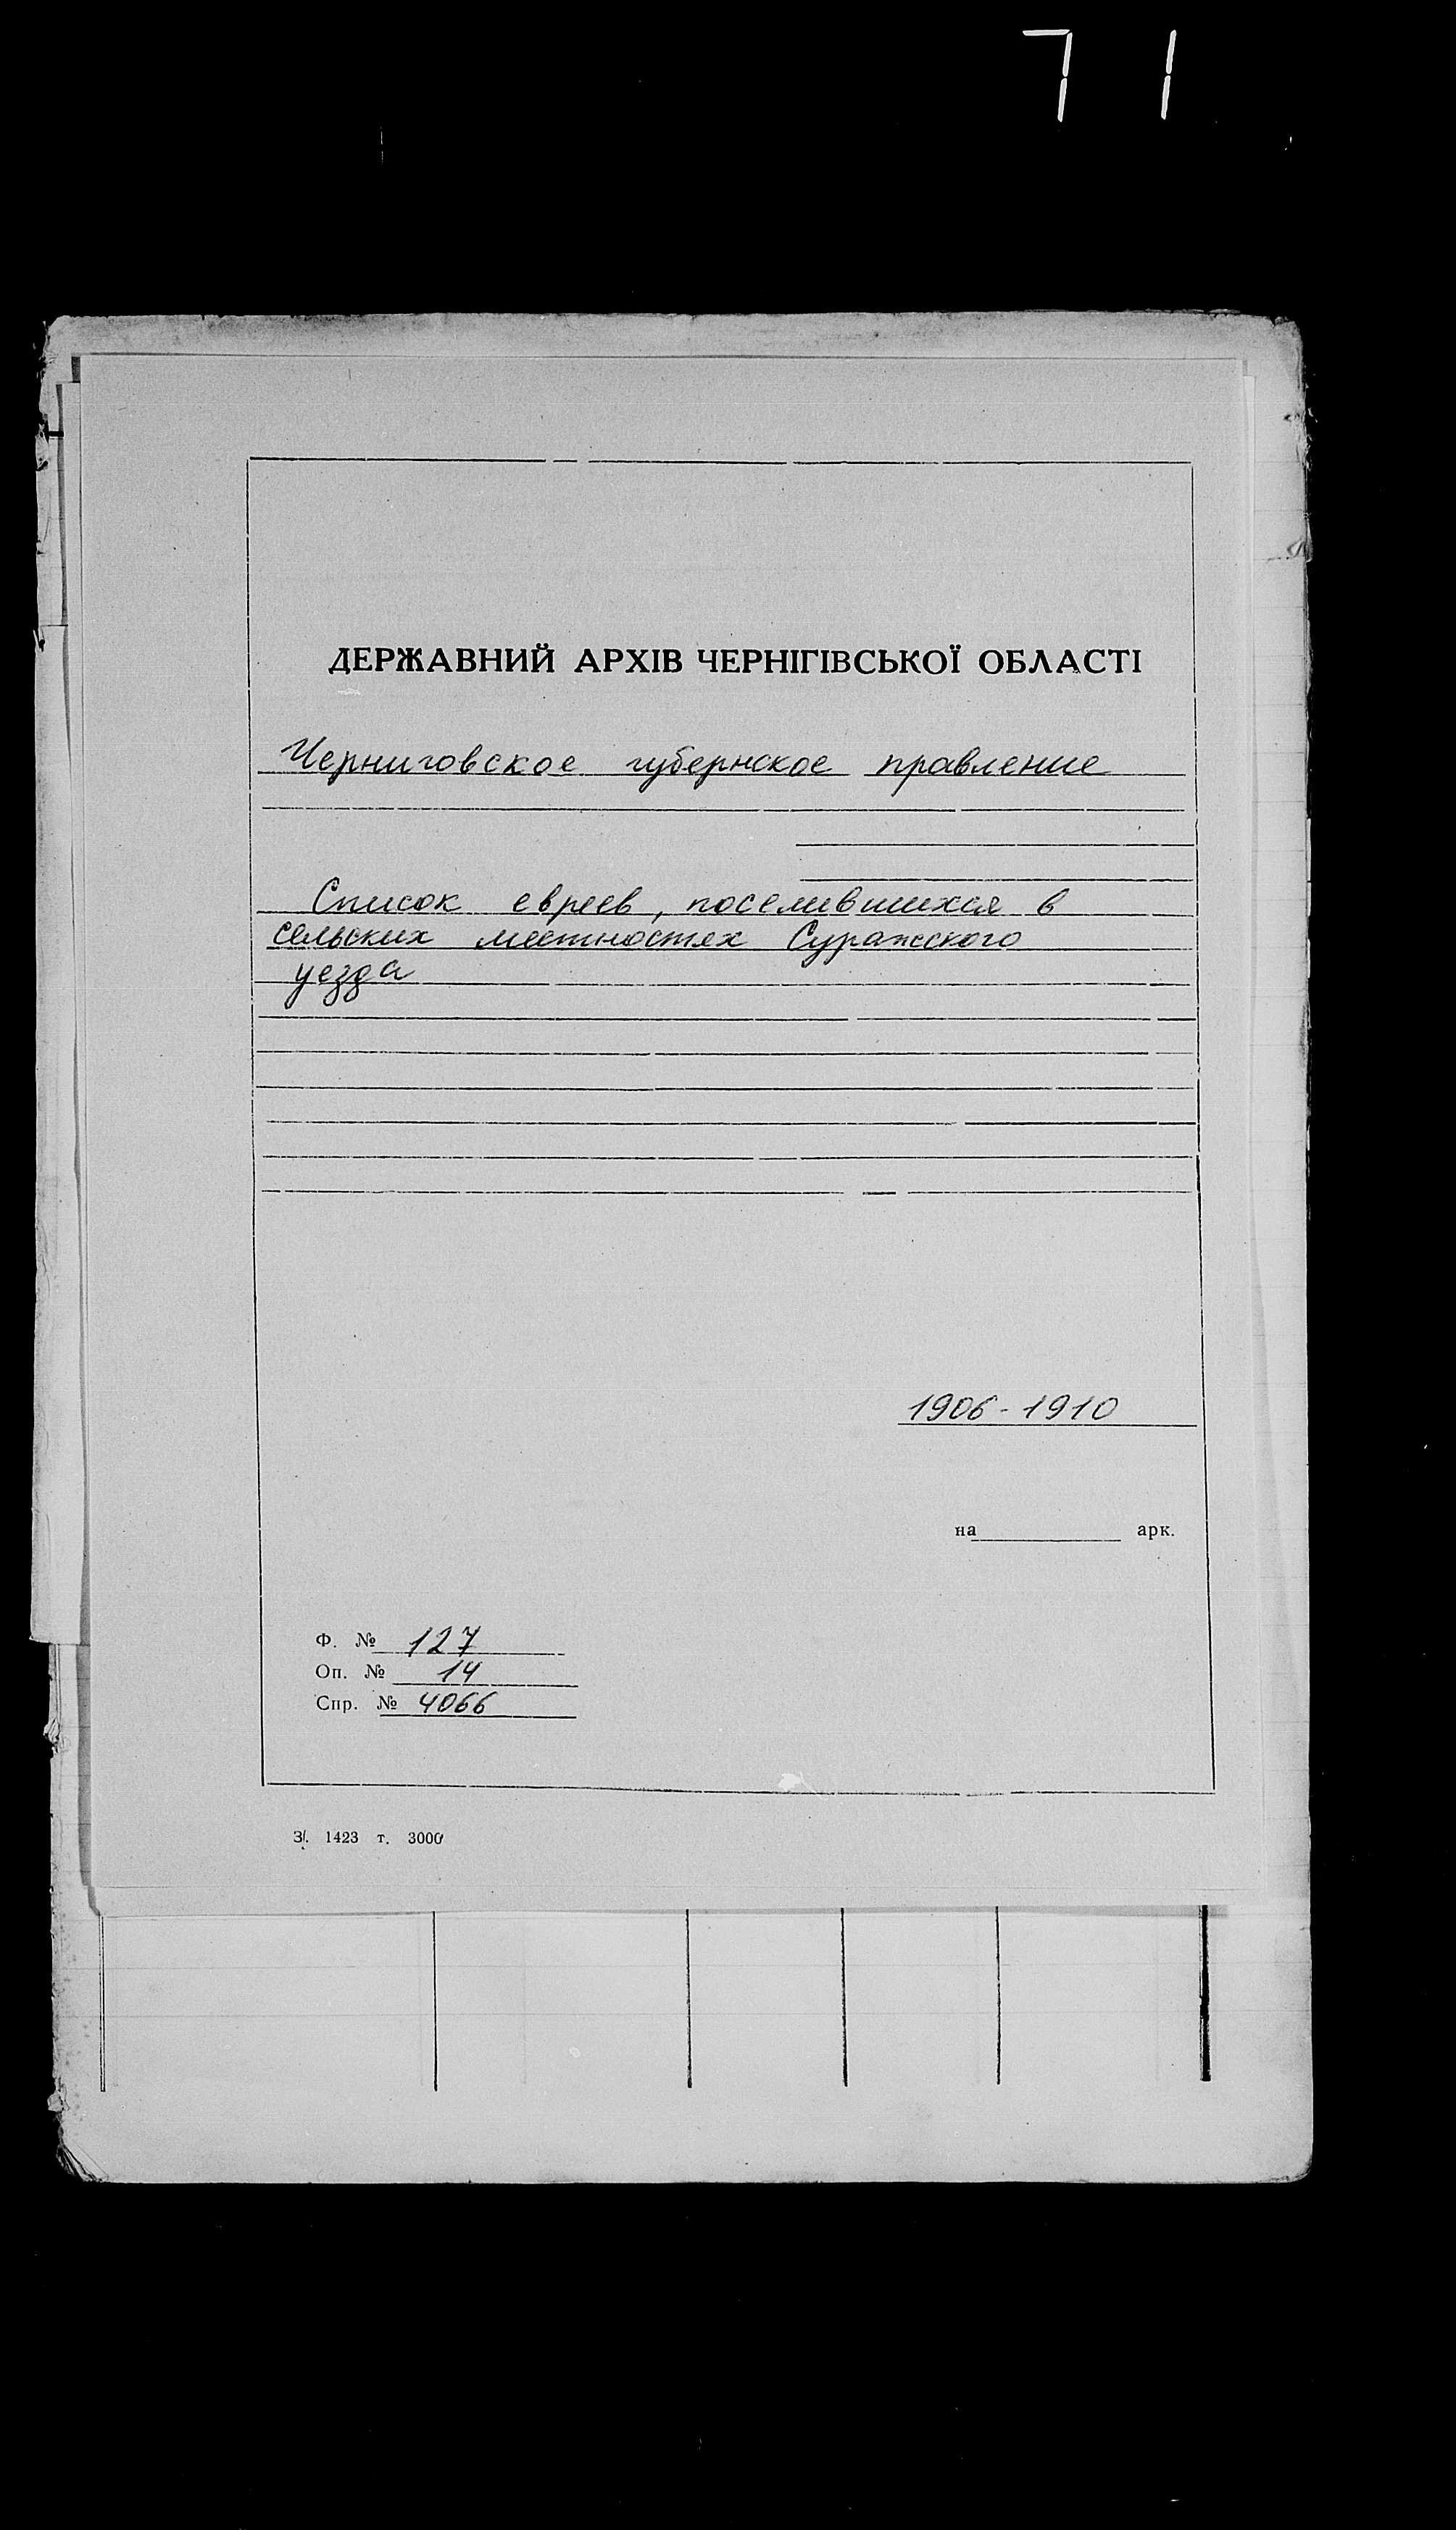 71
ДЕРЖАВНИЙ АРХІВ ЧЕРНІГІВСЬКОЇ ОБЛАСТІ
Черниговское губернское правление
Список евреев, поселившихся в
сельских местностях Суражского
уезда
1906-1910
на арк.
Ф. № 127
Оп. № 14
Спр. № 4066
З. 1423 т. 3000